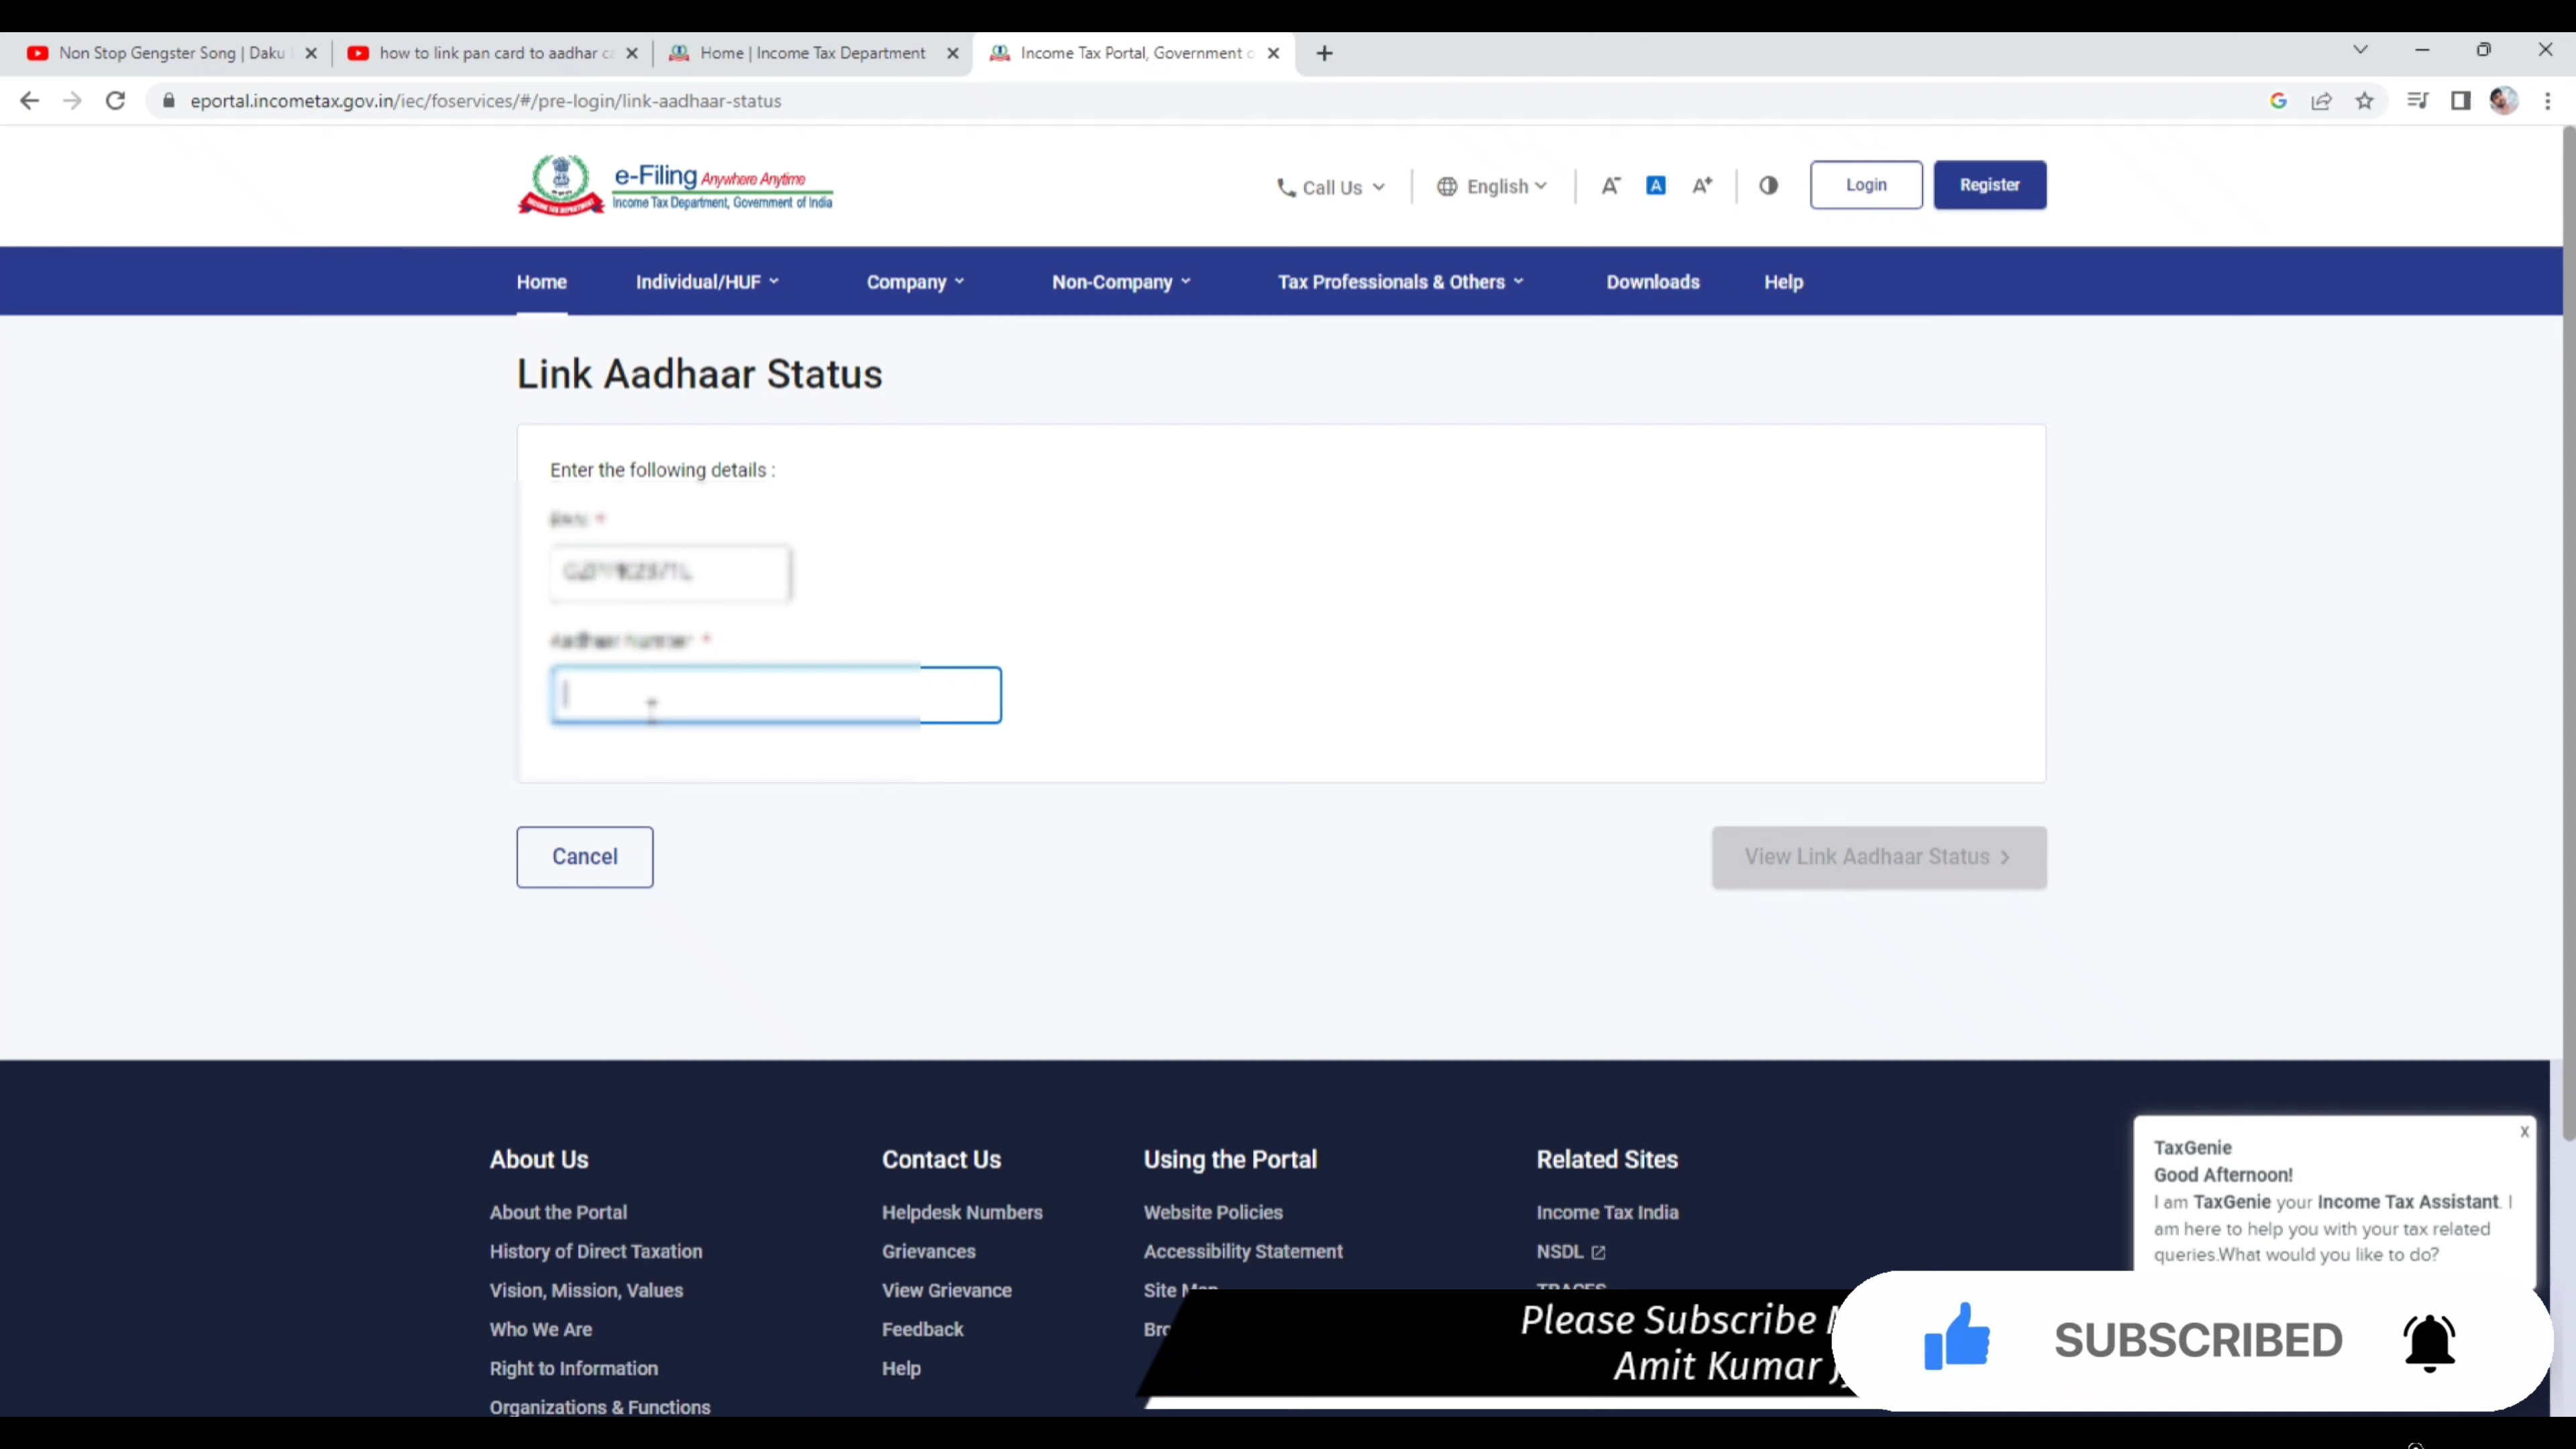 Non Stop Gengster Song | Daku
how to link pan card to aadhar ca
Home | Income Tax Department
Income Tax Portal, Government o
eportal.incometax.gov.in/iec/foservices/#/pre-login/link-aadhaar-status
e-Filing Anywhere Anytime
Income Tax Department, Government of India
Call Us
English
A-
A
A+
Login
Register
Home
Individual/HUF
Company
Non-Company
Tax Professionals & Others
Downloads
Help
Link Aadhaar Status
Enter the following details :
Aadhaar Number *
Cancel
View Link Aadhaar Status >
About Us
Contact Us
Using the Portal
Related Sites
About the Portal
Helpdesk Numbers
Website Policies
Income Tax India
History of Direct Taxation
Grievances
Accessibility Statement
NSDL
Vision, Mission, Values
View Grievance
Site Map
Who We Are
Feedback
Right to Information
Help
Organizations & Functions
X
TaxGenie
Good Afternoon!
I am TaxGenie your Income Tax Assistant. I
am here to help you with your tax related
queries.What would you like to do?
Please Subscribe
Amit Kumar
SUBSCRIBED